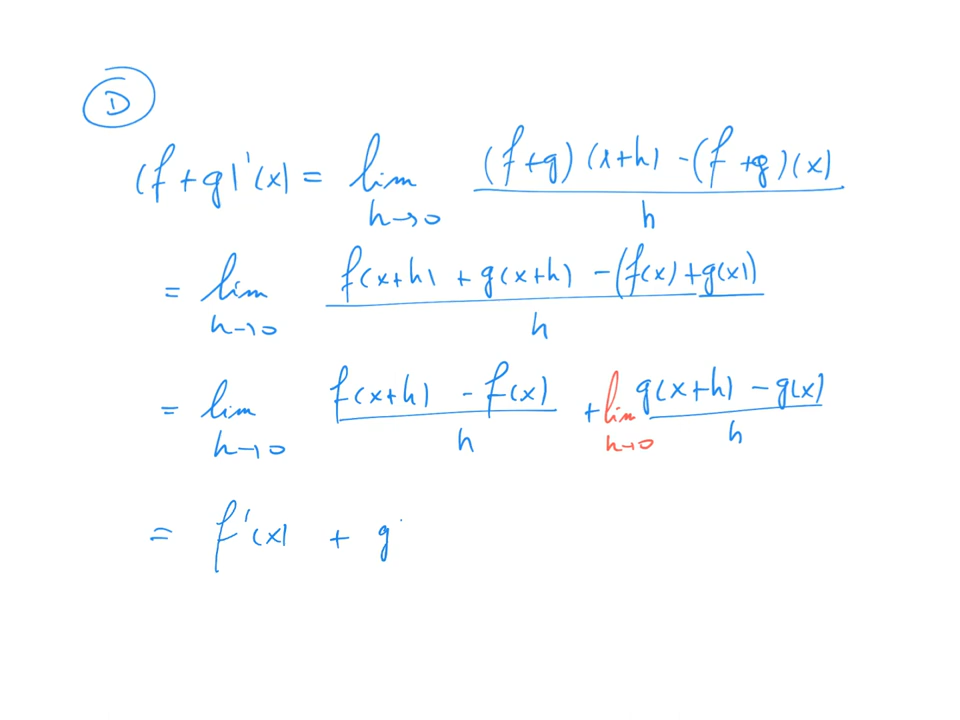 D
(f+g)'(x) = lim h→0 ((f+g)(x+h) - (f+g)(x)) / h
= lim h→0 (f(x+h) + g(x+h) - (f(x) + g(x))) / h
= lim h→0 (f(x+h) - f(x)) / h + lim h→0 (g(x+h) - g(x)) / h
= f'(x) + g